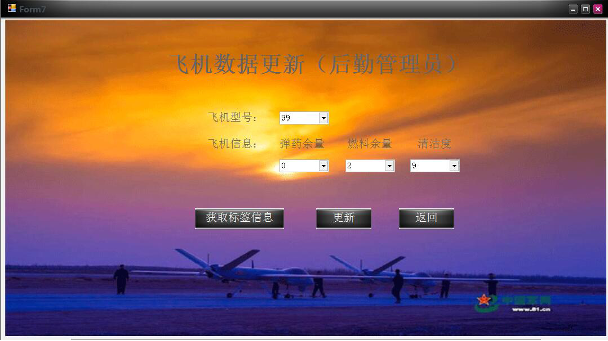 Form7
飞机数据更新（后勤管理员）
飞机型号： 99
飞机信息： 弹药余量 燃料余量 清洁度
3 2 9
获取标签信息 更新 返回
中国军网
www.81.cn